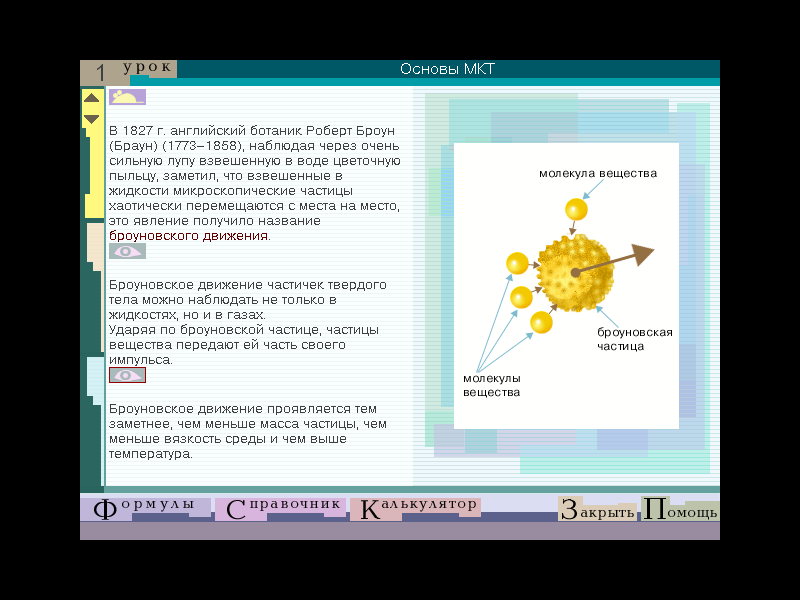 1 урок
Основы МКТ
В 1827 г. английский ботаник Роберт Броун
(Браун) (1773–1858), наблюдая через очень
сильную лупу взвешенную в воде цветочную
пыльцу, заметил, что взвешенные в
жидкости микроскопические частицы
хаотически перемещаются с места на место,
это явление получило название
броуновского движения.
Броуновское движение частичек твердого
тела можно наблюдать не только в
жидкостях, но и в газах.
Ударяя по броуновской частице, частицы
вещества передают ей часть своего
импульса.
Броуновское движение проявляется тем
заметнее, чем меньше масса частицы, чем
меньше вязкость среды и чем выше
температура.
молекула вещества
броуновская
частица
молекулы
вещества
Формулы Справочник Калькулятор Закрыть Помощь